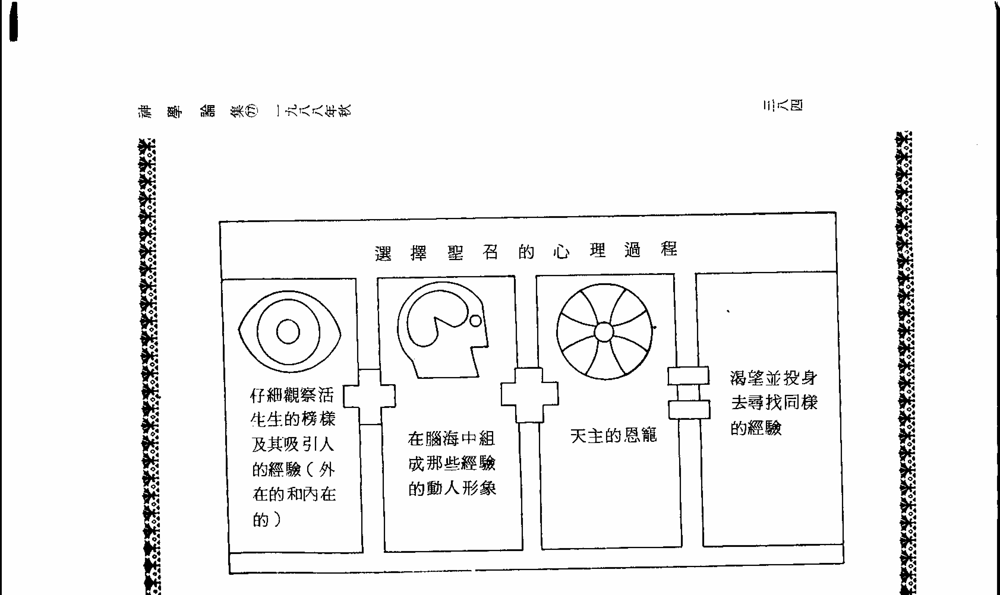 神學論集㊆ 一九八八年秋
三八四
選擇聖召的心理過程
仔細觀察活
生生的榜樣
及其吸引人
的經驗（外
在的和內在
的）
在腦海中組
成那些經驗
的動人形象
天主的恩寵
渴望並投身
去尋找同樣
的經驗